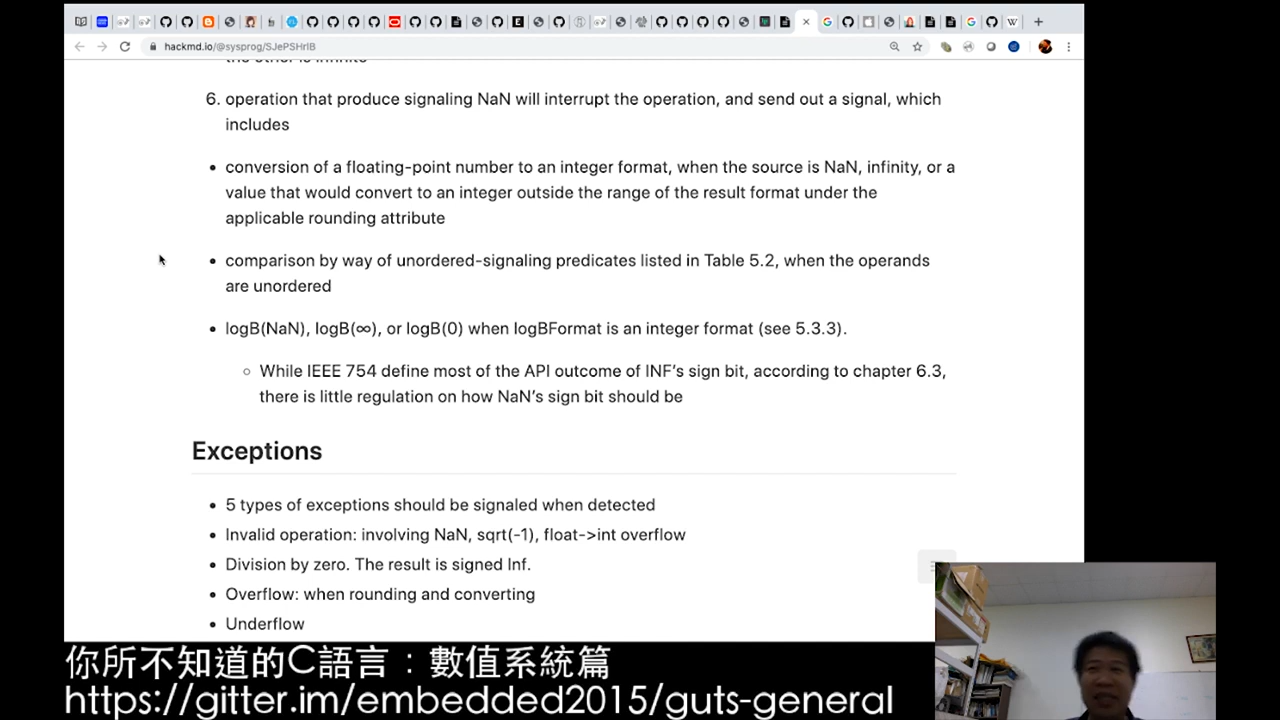 hackmd.io/@sysprog/SJePSHrlB
the other is infinite
6. operation that produce signaling NaN will interrupt the operation, and send out a signal, which
includes
• conversion of a floating-point number to an integer format, when the source is NaN, infinity, or a
value that would convert to an integer outside the range of the result format under the
applicable rounding attribute
• comparison by way of unordered-signaling predicates listed in Table 5.2, when the operands
are unordered
• logB(NaN), logB(∞), or logB(0) when logBFormat is an integer format (see 5.3.3).
◦ While IEEE 754 define most of the API outcome of INF’s sign bit, according to chapter 6.3,
there is little regulation on how NaN’s sign bit should be
Exceptions
• 5 types of exceptions should be signaled when detected
• Invalid operation: involving NaN, sqrt(-1), float->int overflow
• Division by zero. The result is signed Inf.
• Overflow: when rounding and converting
• Underflow
你所不知道的C語言：數值系統篇
https://gitter.im/embedded2015/guts-general